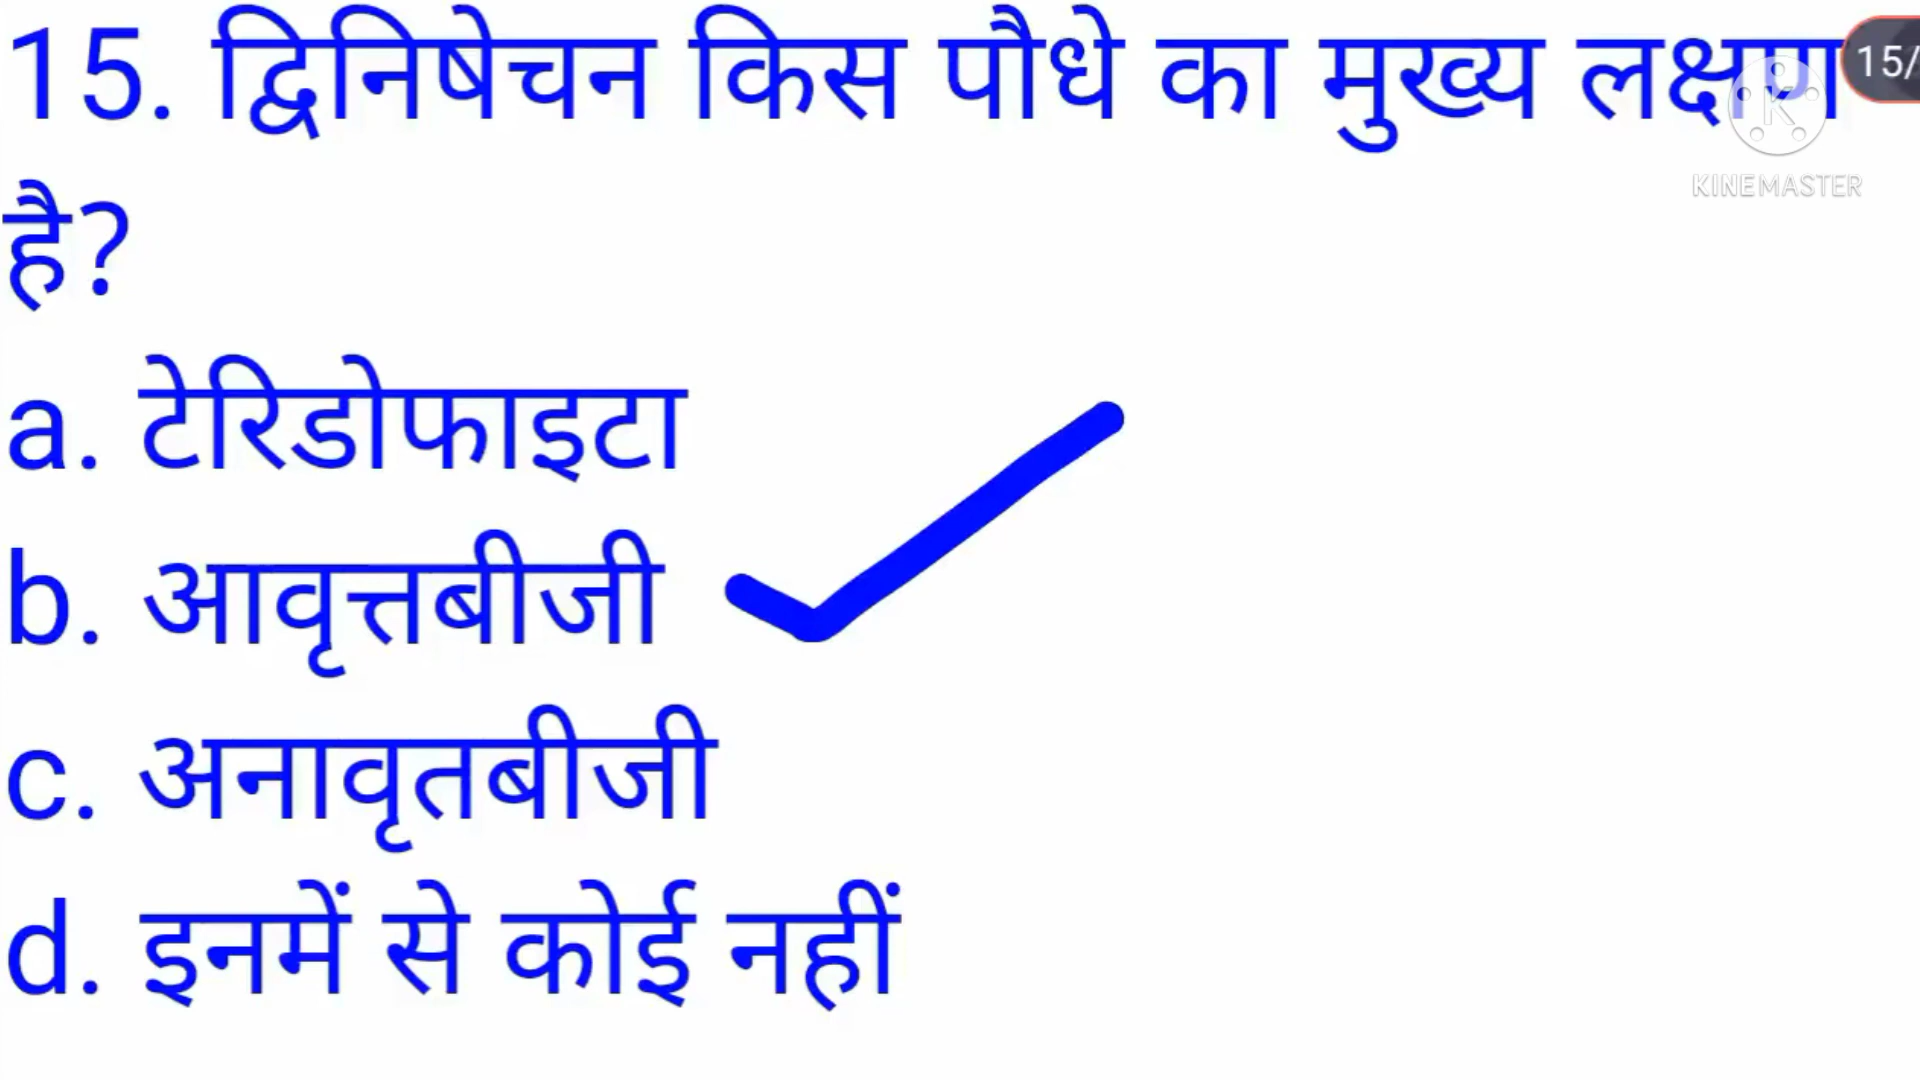 15. द्विनिषेचन किस पौधे का मुख्य लक्षण
15/
KINEMASTER
है?
a. टेरिडोफाइटा
b. आवृत्तबीजी
c. अनावृतबीजी
d. इनमें से कोई नहीं